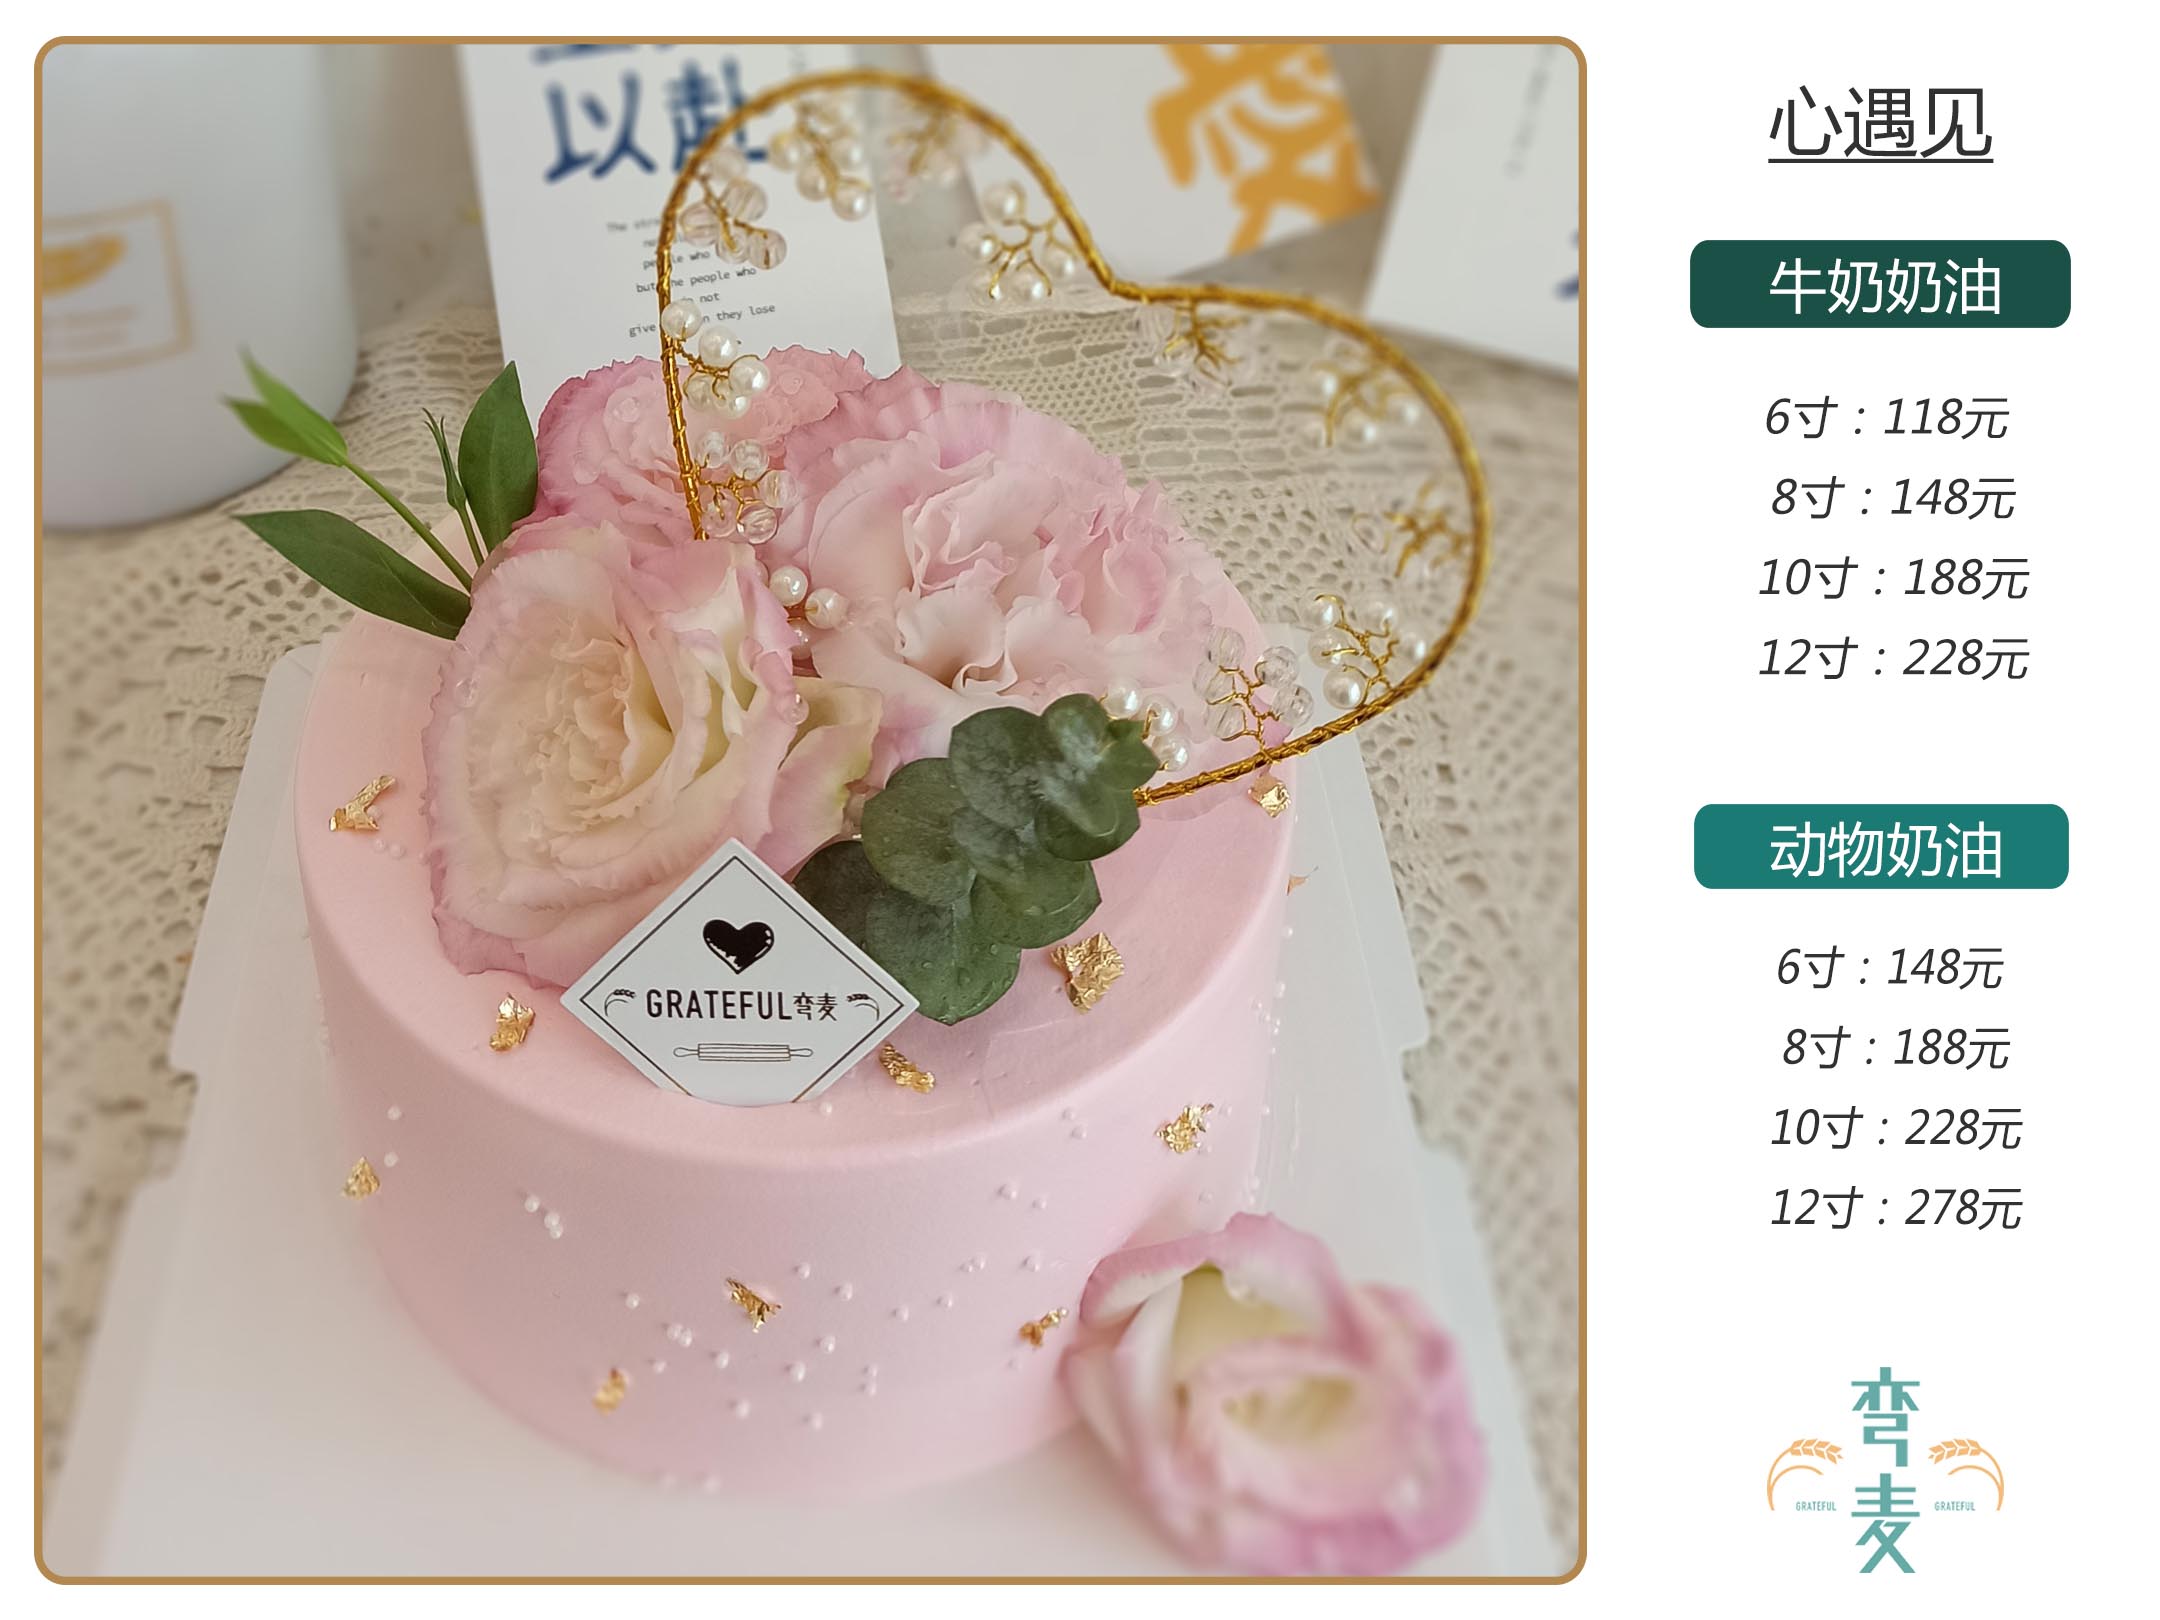 以赴
people who
but the people who
not
they lose
GRATEFUL弯麦
心遇见
牛奶奶油
6寸：118元
8寸：148元
10寸：188元
12寸：228元
动物奶油
6寸：148元
8寸：188元
10寸：228元
12寸：278元
弯麦
GRATEFUL GRATEFUL